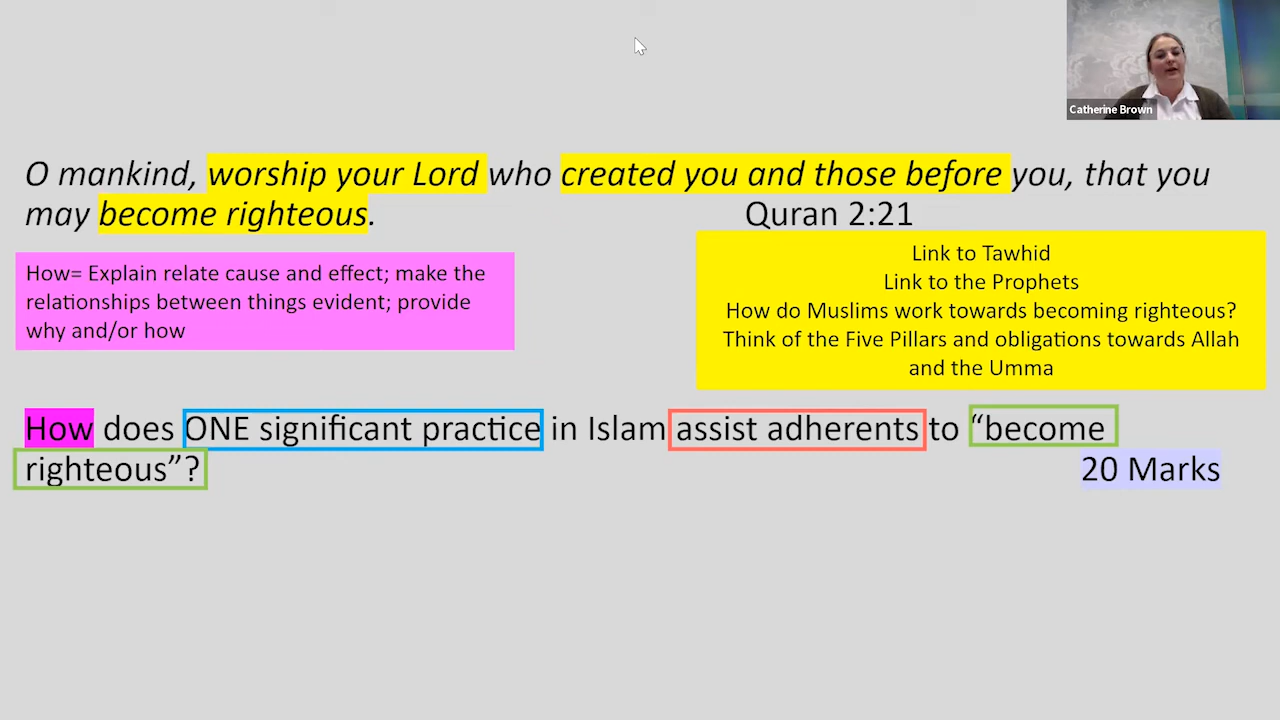 Catherine Brown
O mankind, worship your Lord who created you and those before you, that you
may become righteous. Quran 2:21
How= Explain relate cause and effect; make the
relationships between things evident; provide
why and/or how
Link to Tawhid
Link to the Prophets
How do Muslims work towards becoming righteous?
Think of the Five Pillars and obligations towards Allah
and the Umma
How does ONE significant practice in Islam assist adherents to “become
righteous”? 20 Marks